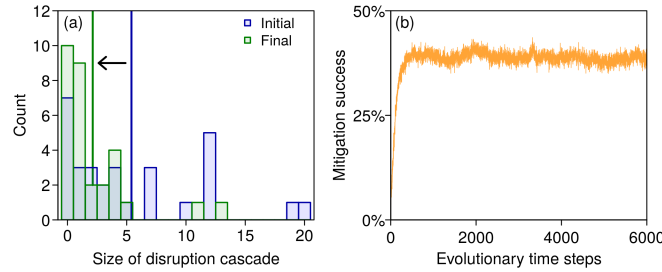 (a)
Initial
Final
12
10
8
6
4
2
0
Count
0 5 10 15 20
Size of disruption cascade
(b)
50%
25%
0%
Mitigation success
0 2000 4000 6000
Evolutionary time steps